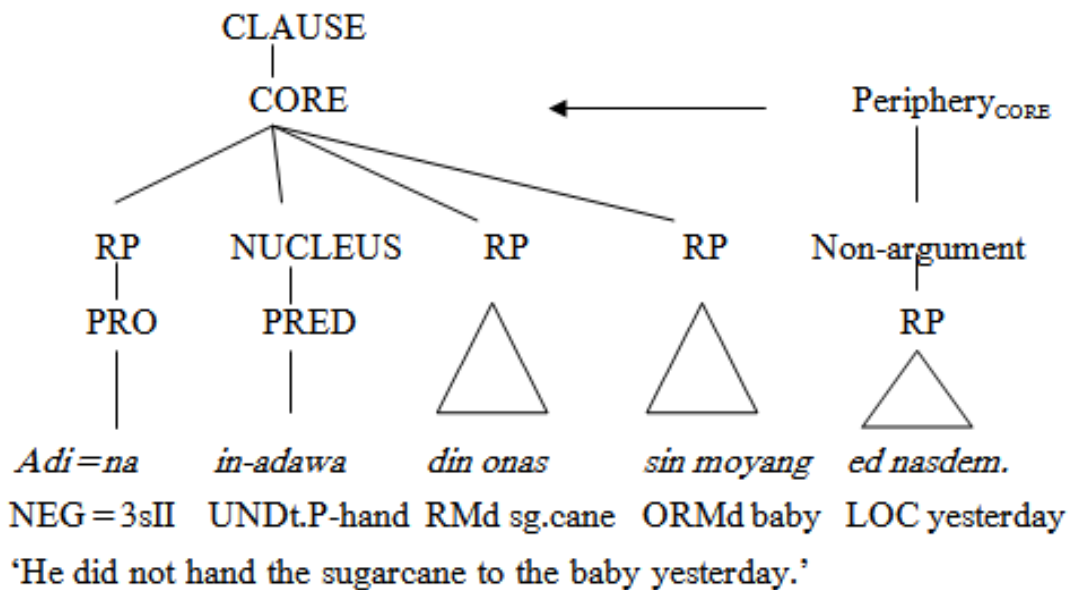 CLAUSE
CORE Periphery CORE
RP NUCLEUS RP RP Non-argument
PRO PRED RP
Adi=na in-adawa din onas sin moyang ed nasdem.
NEG=3sII UNDt.P-hand RMd sg.cane ORMd baby LOC yesterday
‘He did not hand the sugarcane to the baby yesterday.’